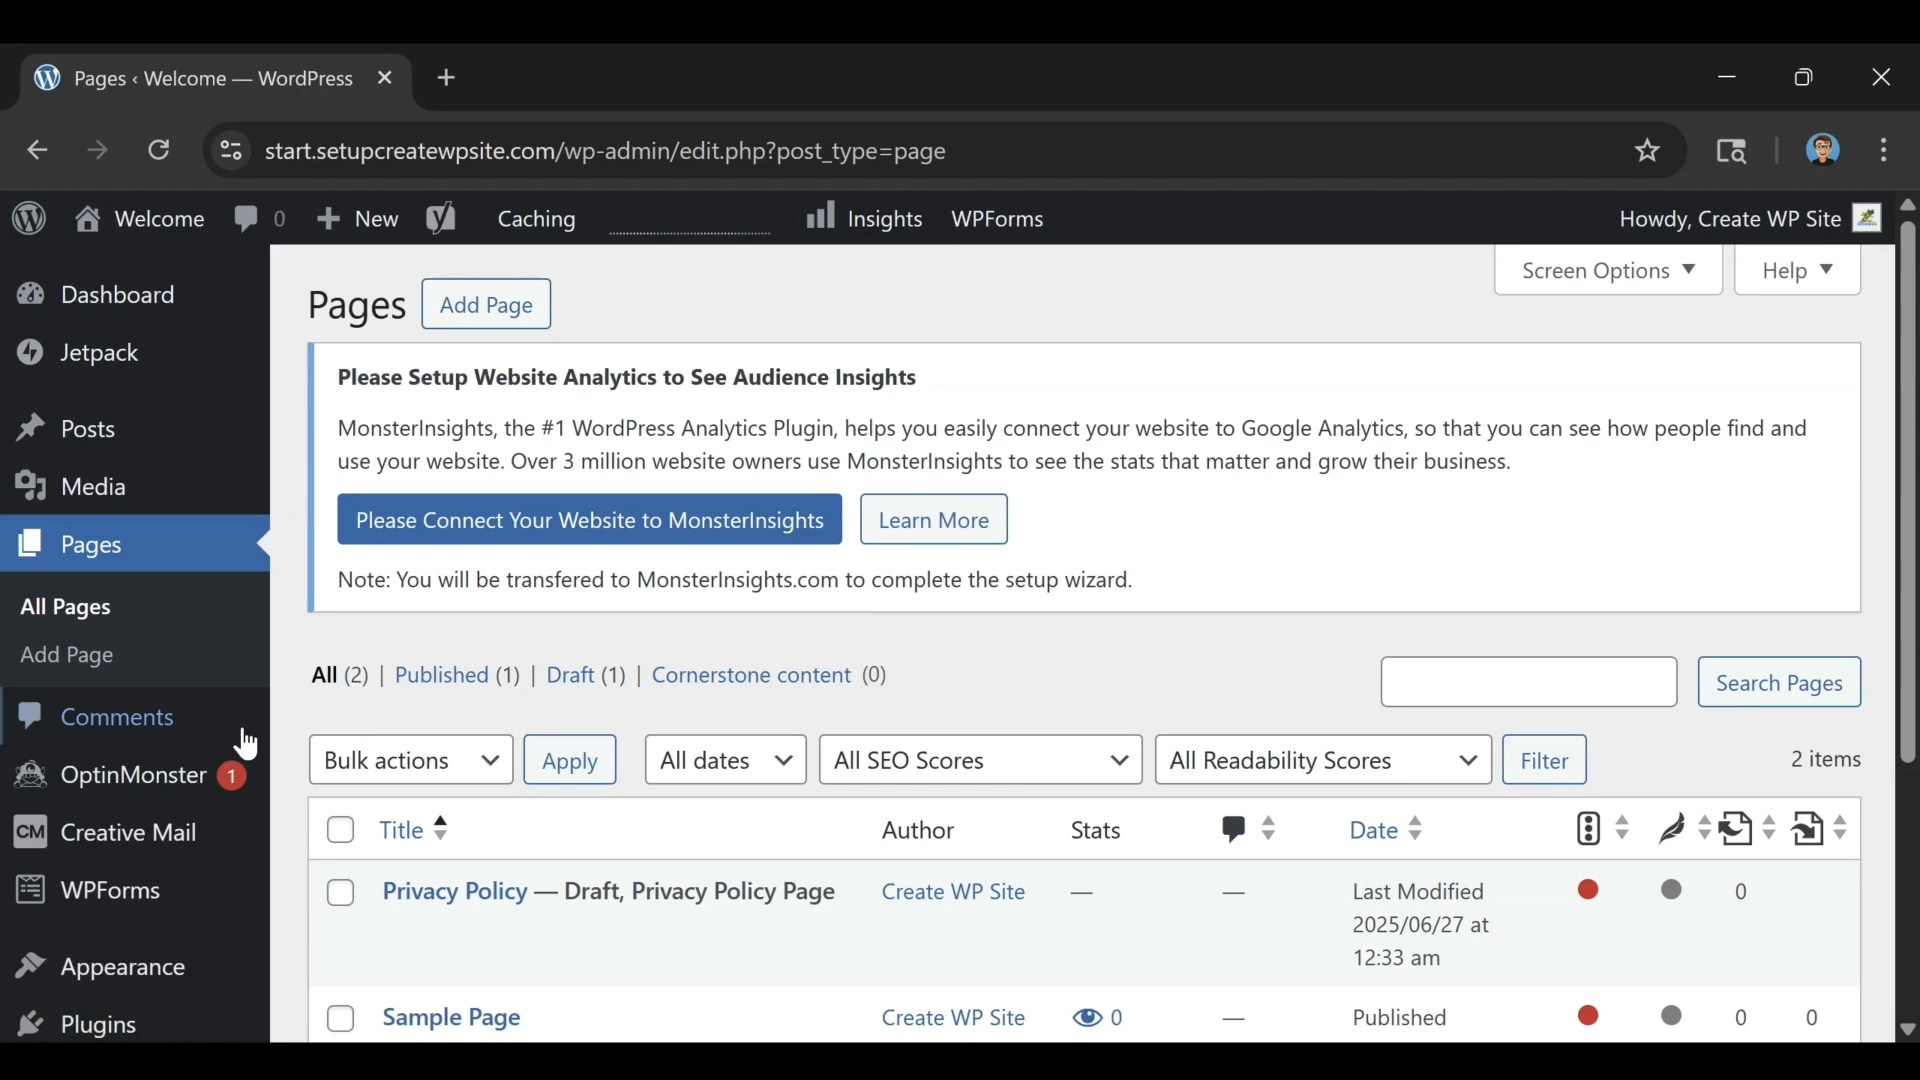 Pages ‹ Welcome — WordPress
start.setupcreatewpsite.com/wp-admin/edit.php?post_type=page
Welcome 0 New Caching Insights WPForms Howdy, Create WP Site
Screen Options Help
Dashboard
Jetpack
Posts
Media
Pages
All Pages
Add Page
Comments
OptinMonster 1
CM Creative Mail
WPForms
Appearance
Plugins
Pages Add Page
Please Setup Website Analytics to See Audience Insights
MonsterInsights, the #1 WordPress Analytics Plugin, helps you easily connect your website to Google Analytics, so that you can see how people find and
use your website. Over 3 million website owners use MonsterInsights to see the stats that matter and grow their business.
Please Connect Your Website to MonsterInsights Learn More
Note: You will be transfered to MonsterInsights.com to complete the setup wizard.
All (2) | Published (1) | Draft (1) | Cornerstone content (0)
Search Pages
Bulk actions Apply All dates All SEO Scores All Readability Scores Filter 2 items
Title Author Stats Date
Privacy Policy — Draft, Privacy Policy Page Create WP Site — — Last Modified 0
2025/06/27 at
12:33 am
Sample Page Create WP Site 0 — Published 0 0